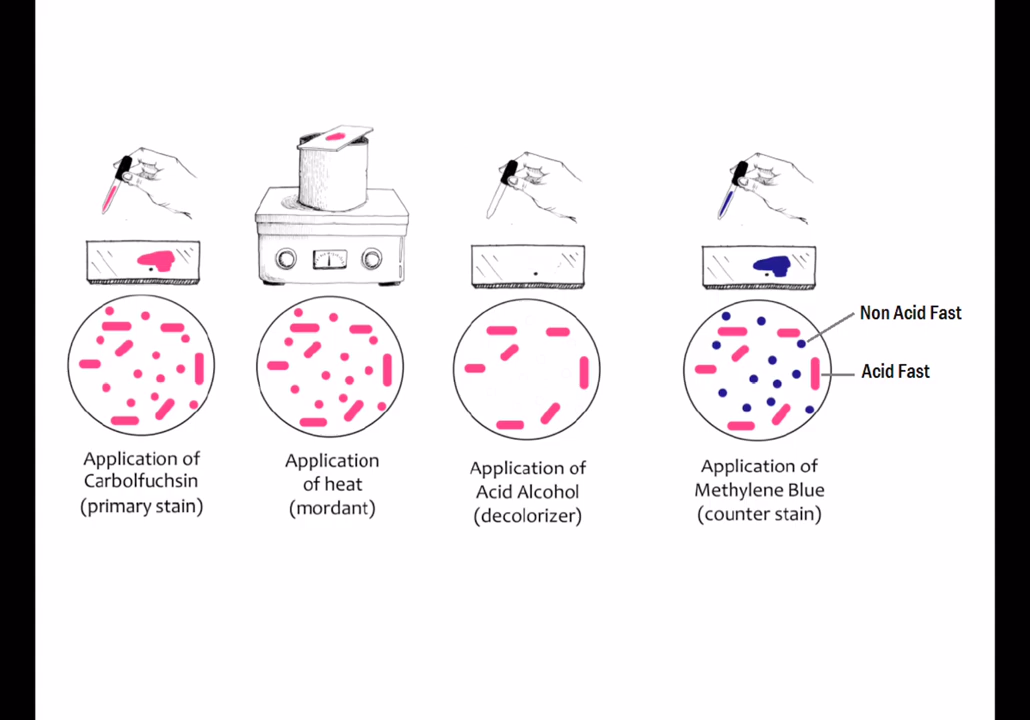 Non Acid Fast
Acid Fast
Application of
Carbolfuchsin
(primary stain)
Application
of heat
(mordant)
Application of
Acid Alcohol
(decolorizer)
Application of
Methylene Blue
(counter stain)